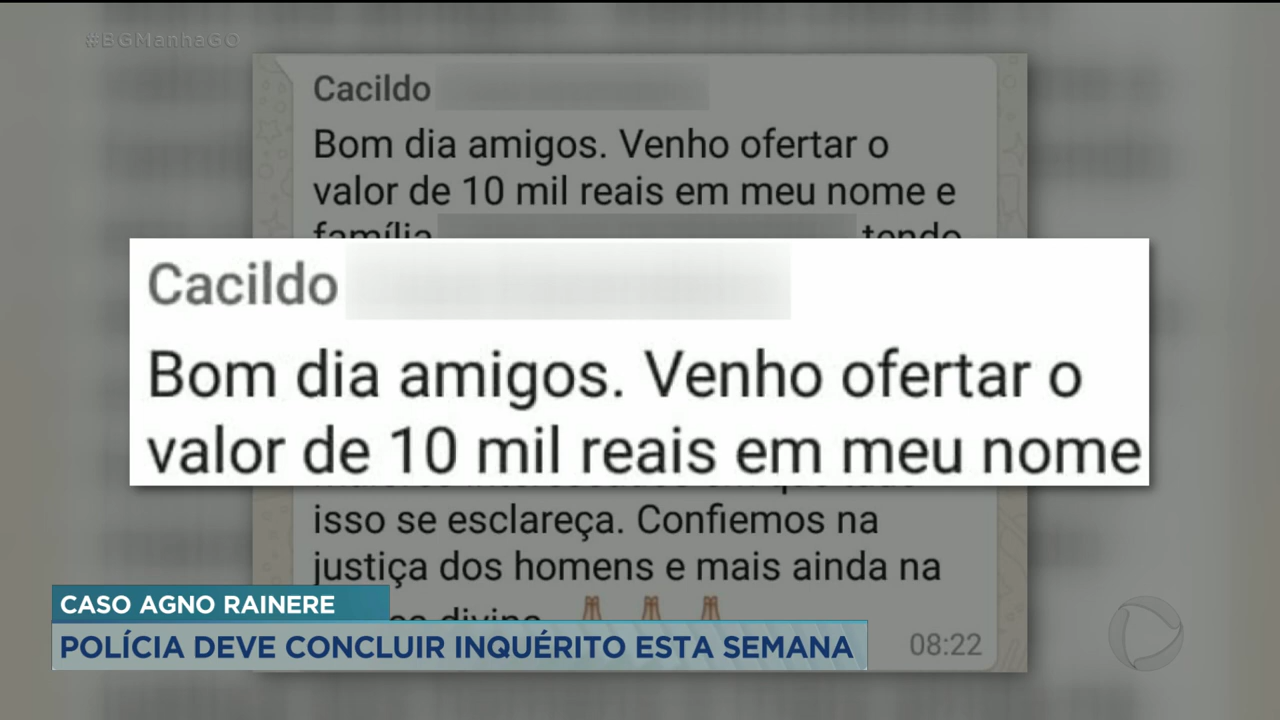 #BGManhaGO
Cacildo
Bom dia amigos. Venho ofertar o
valor de 10 mil reais em meu nome e
família tendo
Cacildo
Bom dia amigos. Venho ofertar o
valor de 10 mil reais em meu nome
isso se esclareça. Confiemos na
justiça dos homens e mais ainda na
divina
08:22
CASO AGNO RAINERE
POLÍCIA DEVE CONCLUIR INQUÉRITO ESTA SEMANA